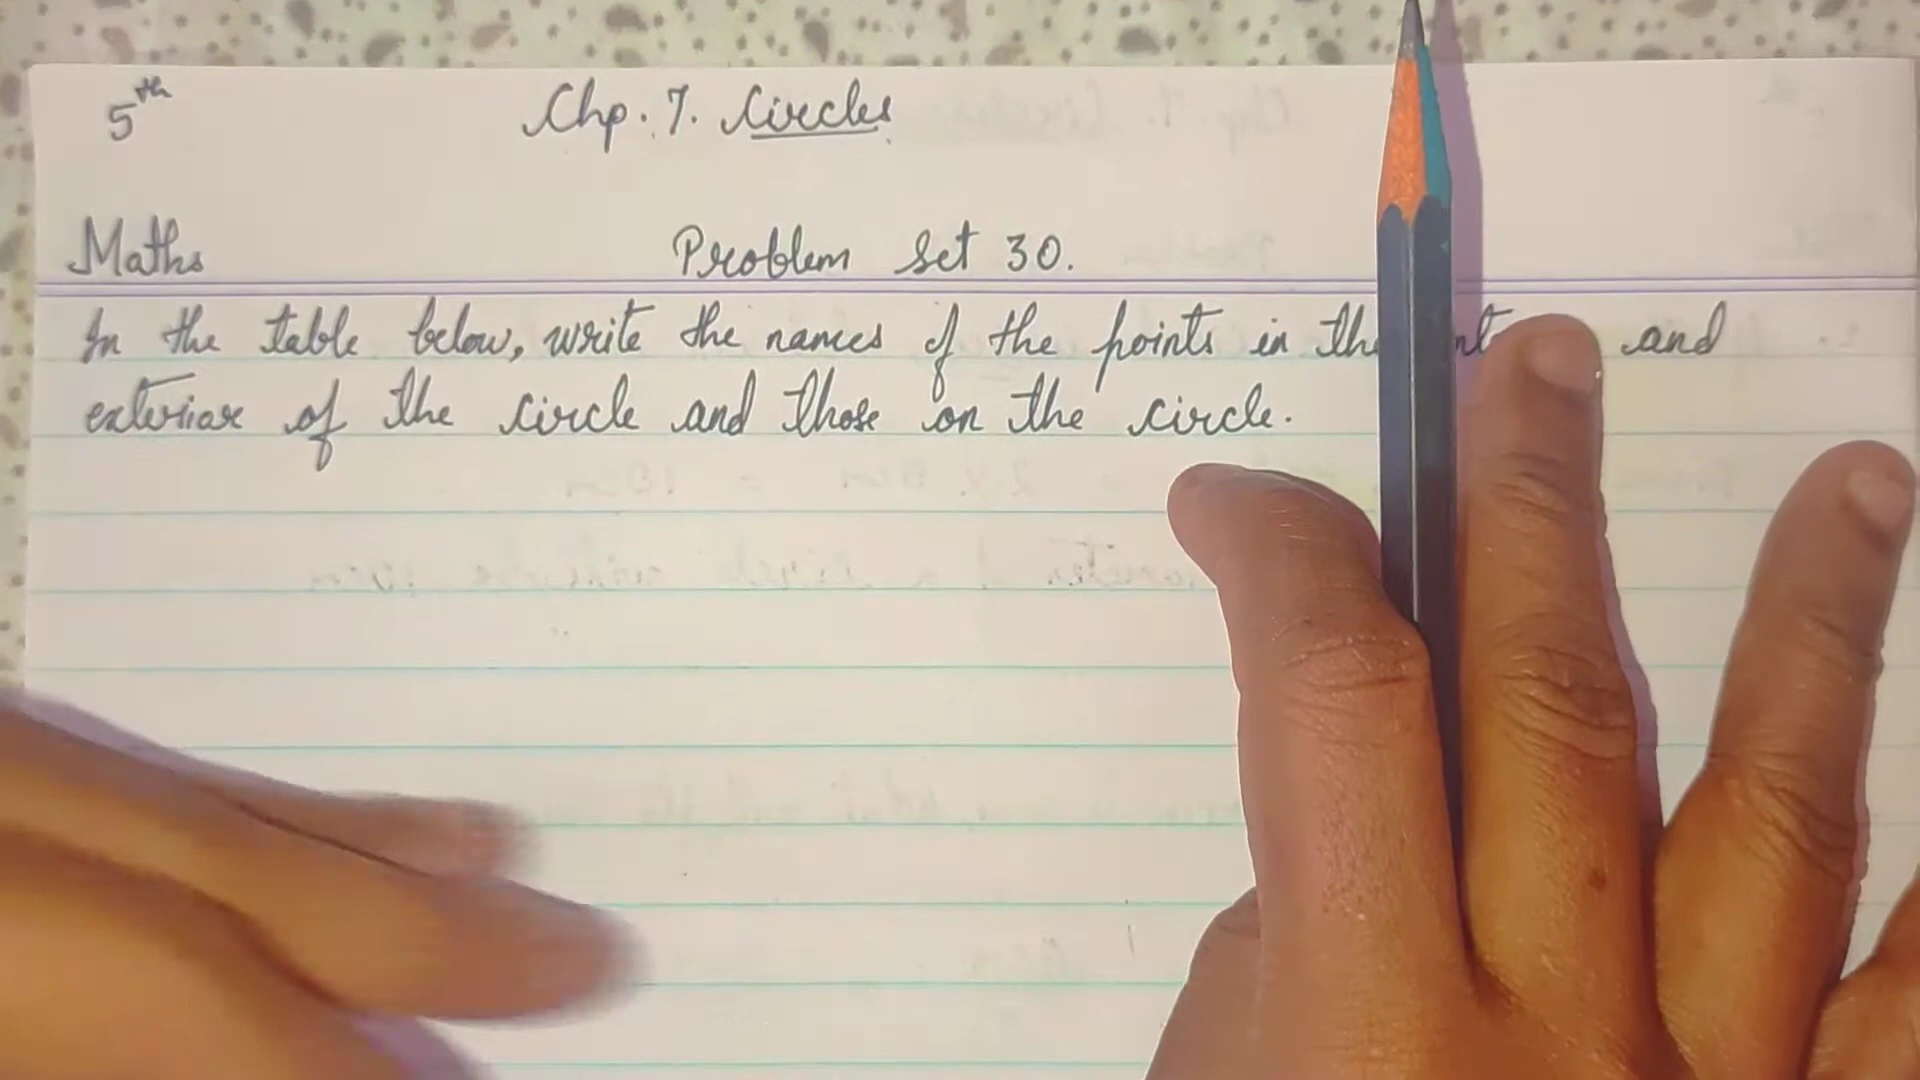 5th
Chp. 7. Circles
Maths
Problem set 30.
In the table below, write the names of the points in and
exterior of the circle and those on the circle.